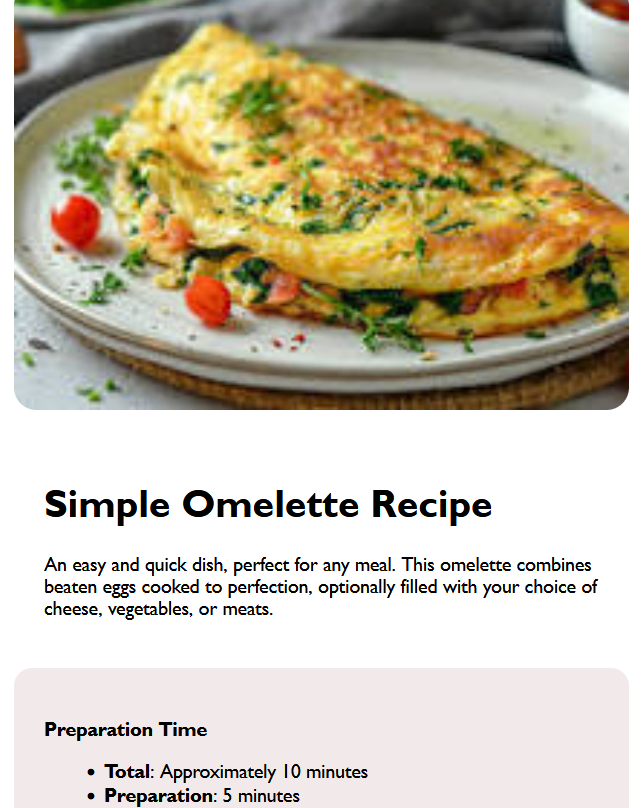 Simple Omelette Recipe
An easy and quick dish, perfect for any meal. This omelette combines
beaten eggs cooked to perfection, optionally filled with your choice of
cheese, vegetables, or meats.
Preparation Time
• Total: Approximately 10 minutes
• Preparation: 5 minutes